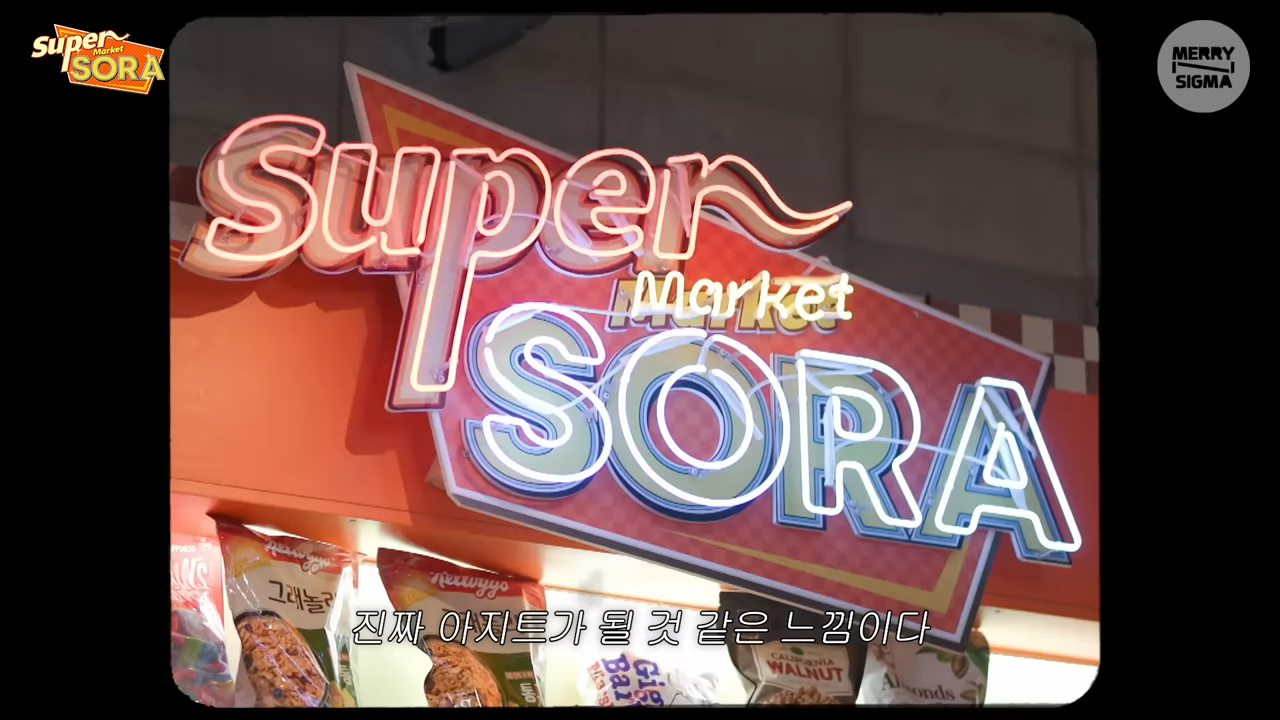 Super
Market
SORA
MERRY
SIGMA
Super
Market
SORA
Kellogg's
그래놀라
Kellogg's
진짜 아지트가 될 것 같은 느낌이다
CALIFORNIA
WALNUT